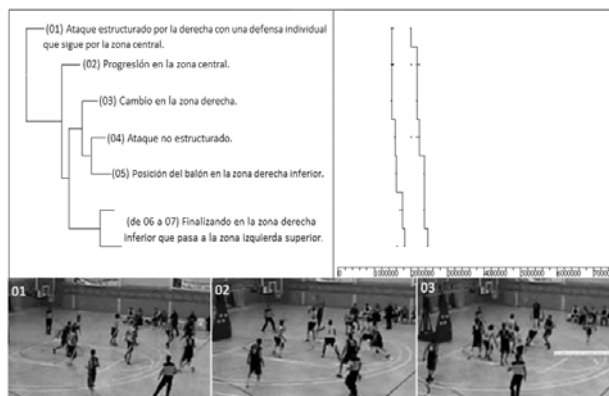 (01) Ataque estructurado por la derecha con una defensa individual
que sigue por la zona central.
(02) Progresión en la zona central.
(03) Cambio en la zona derecha.
(04) Ataque no estructurado.
(05) Posición del balón en la zona derecha inferior.
(de 06 a 07) Finalizando en la zona derecha
inferior que pasa a la zona izquierda superior.
0 1000000 2000000 3000000 4000000 5000000 6000000
01 02 03